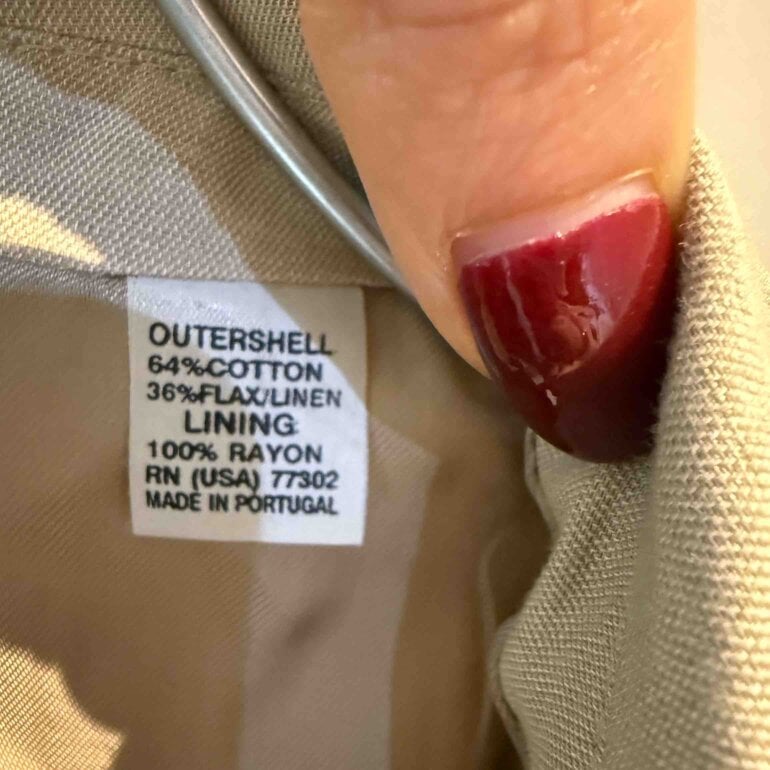 OUTERSHELL
64%COTTON
36%FLAX/LINEN
LINING
100% RAYON
RN (USA) 77302
MADE IN PORTUGAL